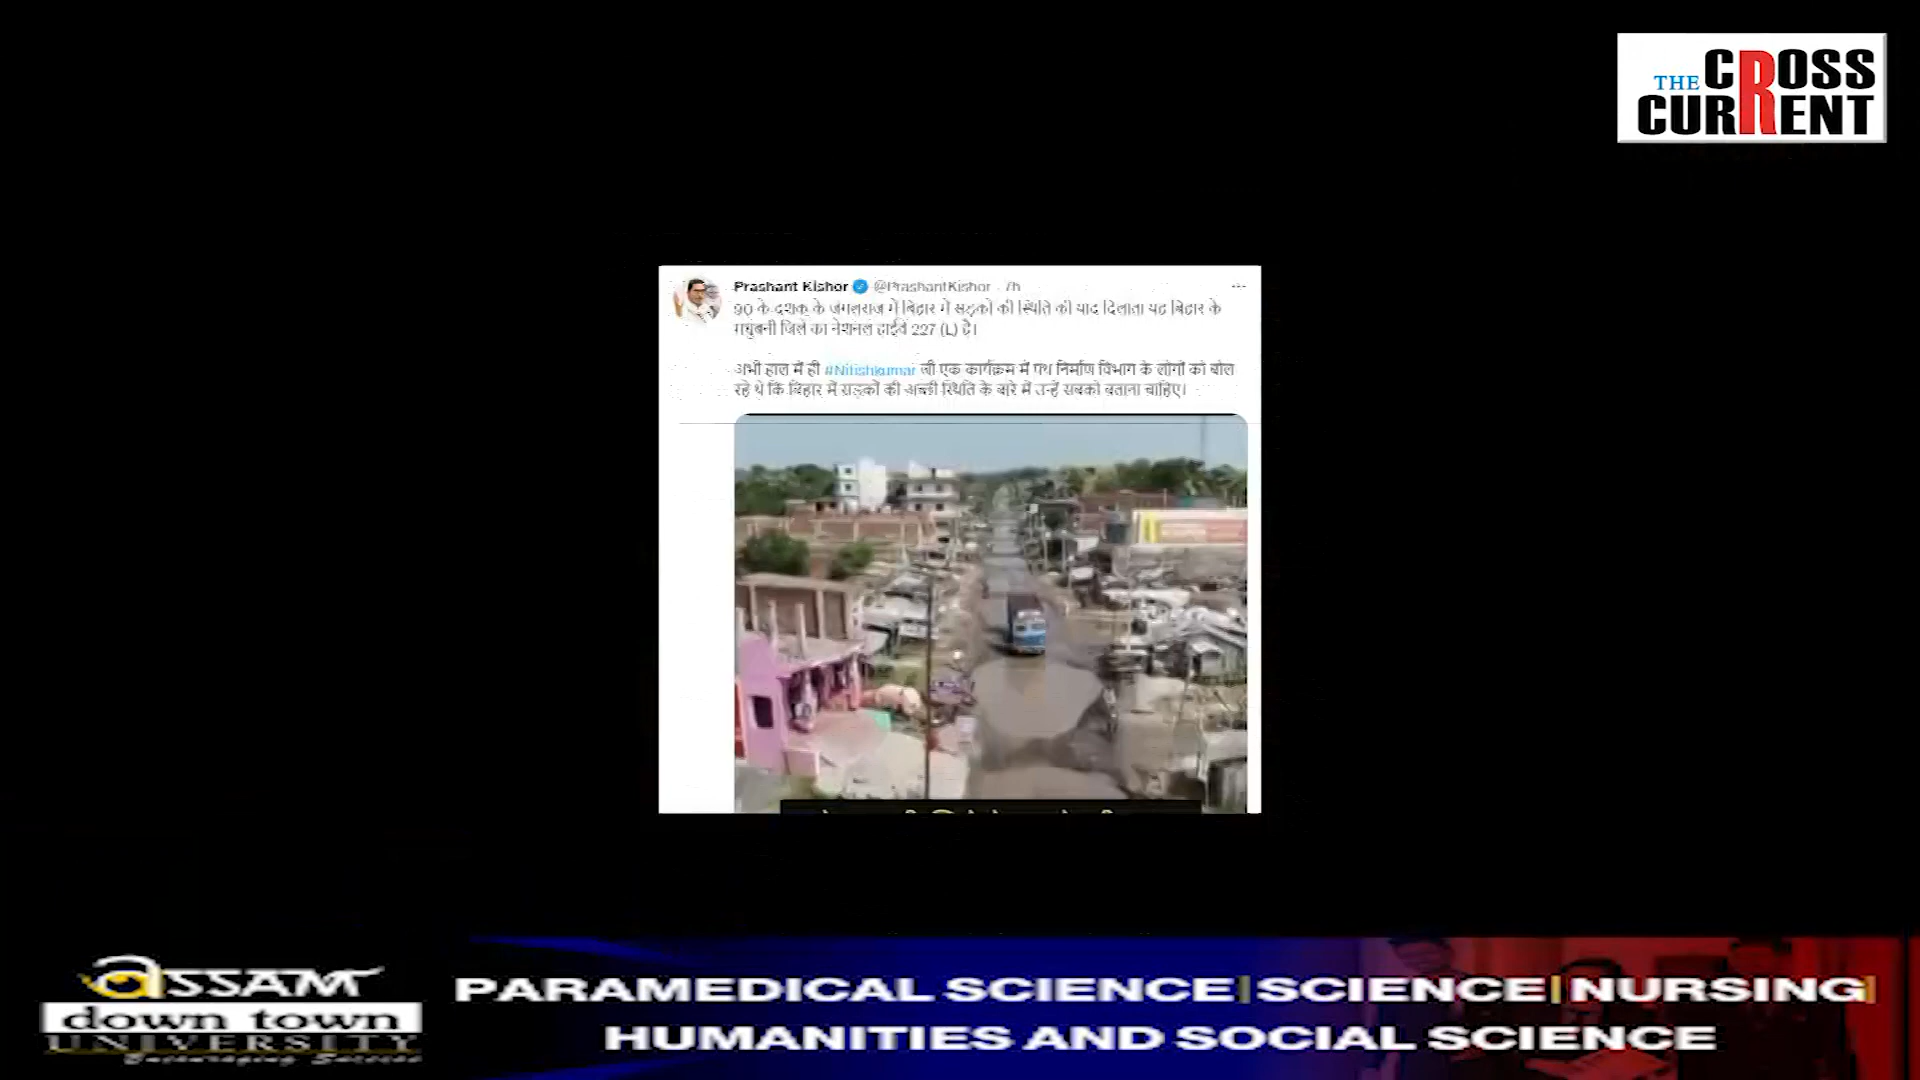 THE CROSS
CURRENT
Prashant Kishor @PrashantKishor · 7h
90 के दशक के जंगलराज में बिहार में सड़कों की स्थिति की याद दिलाता यह बिहार के
मधुबनी जिले का नेशनल हाईवे 227 (L) है।
अभी हाल में ही #Nitishkumar जी एक कार्यक्रम में पथ निर्माण विभाग के लोगों को बोल
रहे थे कि बिहार में सड़कों की अच्छी स्थिति के बारे में उन्हें सबको बताना चाहिए।
ASSAM
down town
UNIVERSITY
Encouraging Success
PARAMEDICAL SCIENCE|SCIENCE|NURSING|
HUMANITIES AND SOCIAL SCIENCE